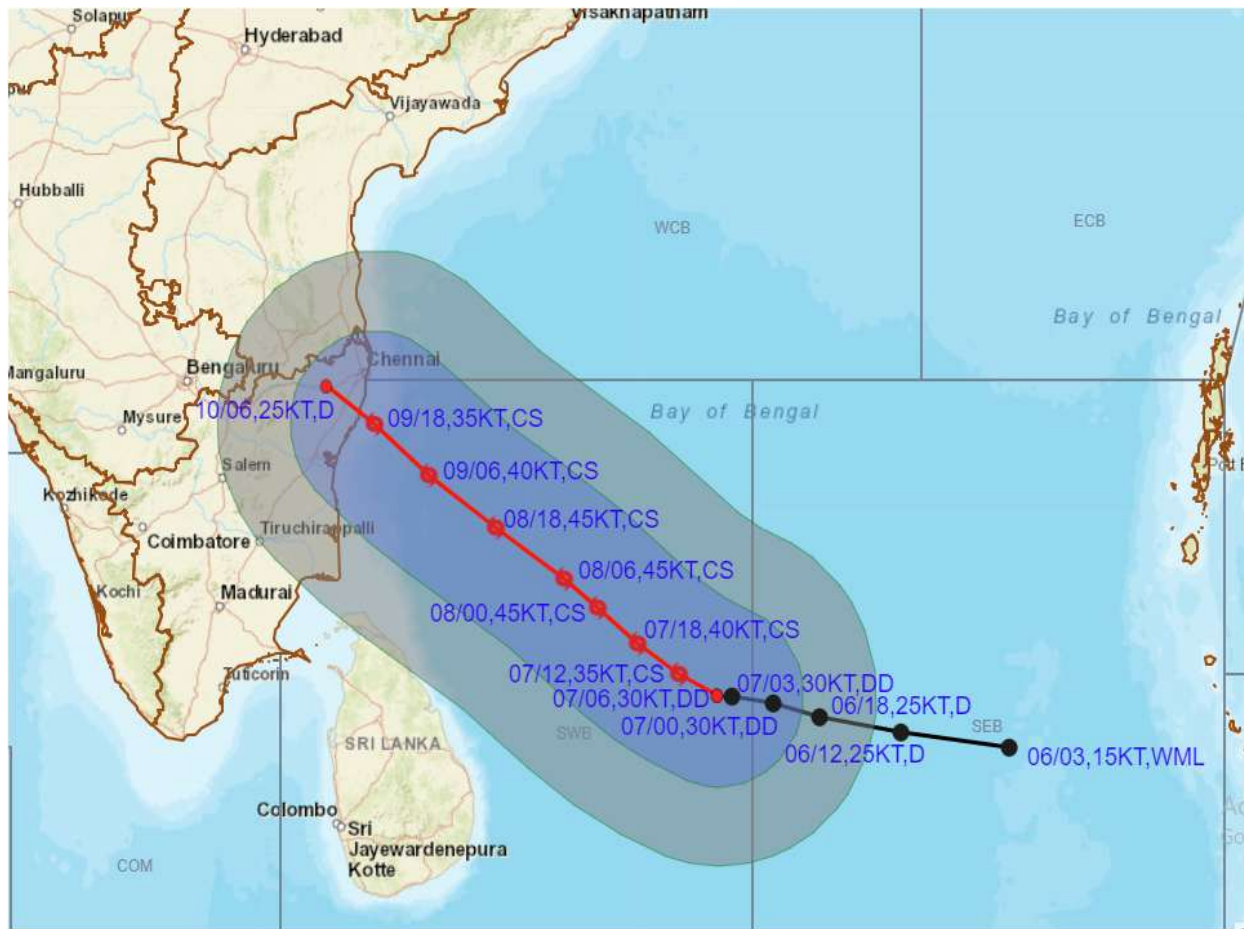 Solapur
Visakhapatnam
Hyderabad
Vijayawada
Hubballi
WCB
ECB
Bay of Bengal
Chennai
Bengaluru
Mangaluru
Bay of Bengal
10/06,25KT,D
09/18,35KT,CS
Mysuru
Salem
09/06,40KT,CS
Kozhikode
Tiruchirappalli
08/18,45KT,CS
Coimbatore
08/06,45KT,CS
Kochi
Madurai
08/00,45KT,CS
07/18,40KT,CS
Tuticorin
07/12,35KT,CS
07/03,30KT,DD
07/06,30KT,DD
06/18,25KT,D
07/00,30KT,DD
SWB
SEB
SRI LANKA
06/12,25KT,D
06/03,15KT,WML
Colombo
Sri
Jayewardenepura
Kotte
COM